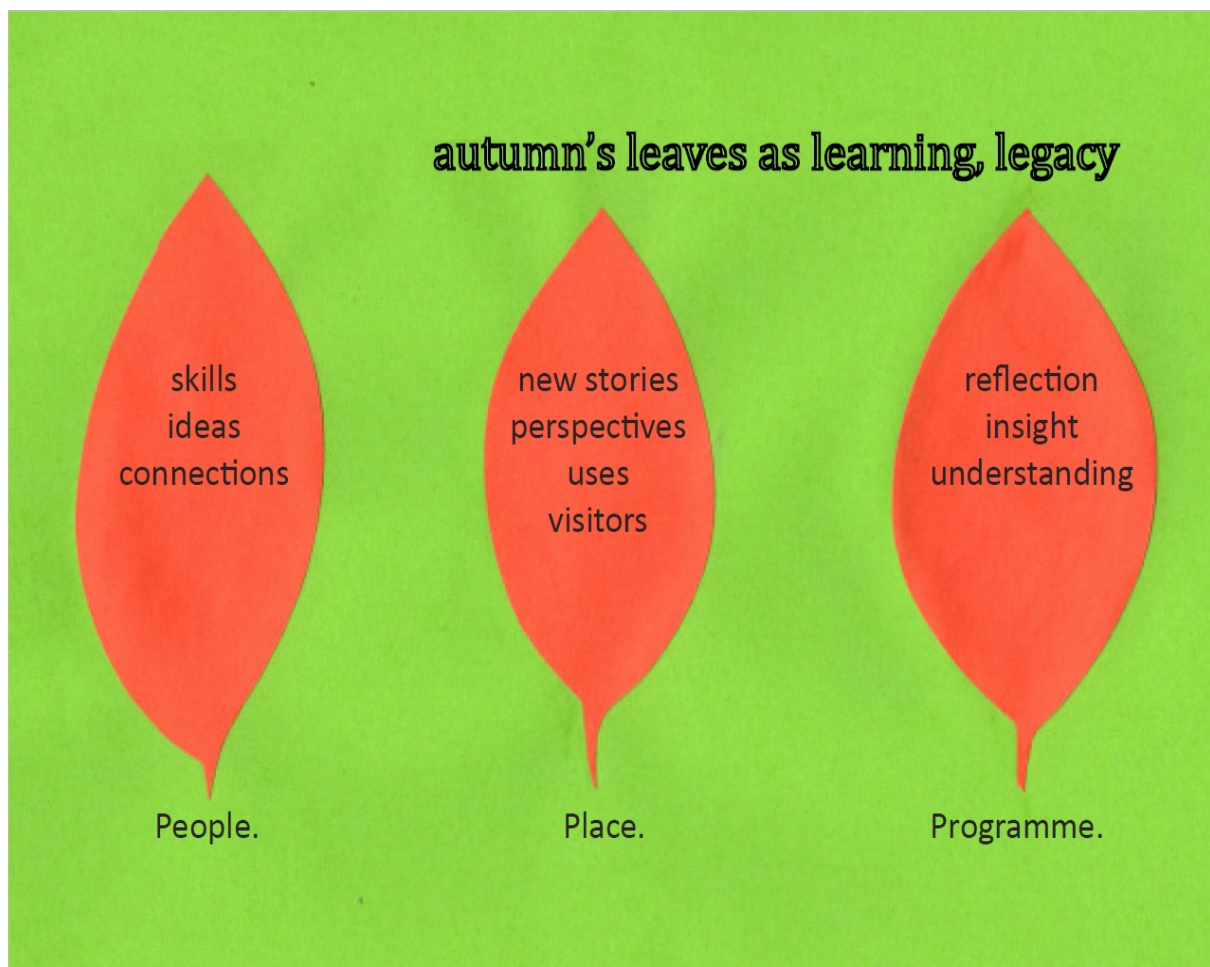 autumn's leaves as learning, legacy
skills
ideas
connections
People.
new stories
perspectives
uses
visitors
Place.
reflection
insight
understanding
Programme.